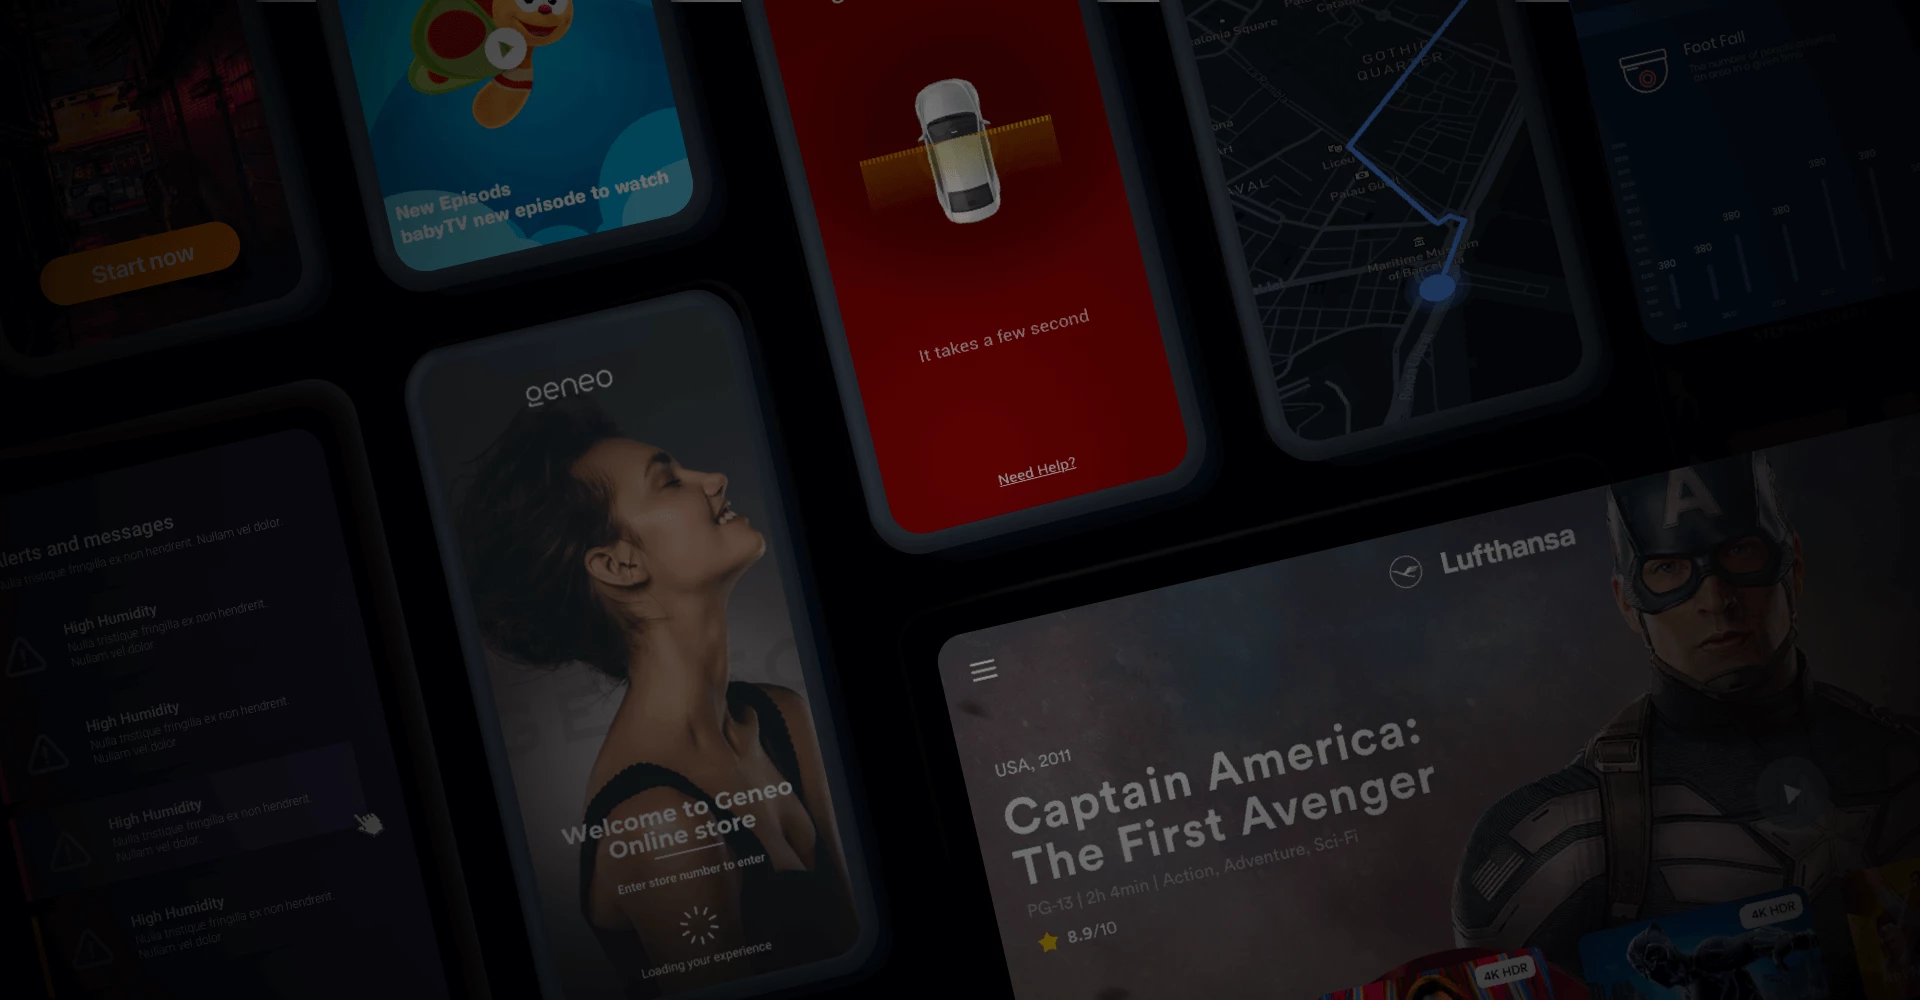 Start now
New Episods
babyTV new episode to watch
It takes a few second
Need Help?
GOTHIC
QUARTER
Liceu
Palau Güell
Maritime Museum
of Barcelona
Foot Fall
380
380
380
380
380
380
Alerts and messages
Nulla tristique fringilla ex non hendrerit. Nullam vel dolor
High Humidity
Nulla tristique fringilla ex non hendrerit.
Nullam vel dolor
High Humidity
Nulla tristique fringilla ex non hendrerit.
Nullam vel dolor
High Humidity
Nulla tristique fringilla ex non hendrerit.
Nullam vel dolor
High Humidity
Nulla tristique fringilla ex non hendrerit.
Nullam vel dolor
geneo
Welcome to Geneo
Online store
Enter store number to enter
Loading your experience
Lufthansa
A
USA, 2011
Captain America:
The First Avenger
PG-13 | 2h 4min | Action, Adventure, Sci-Fi
8.9/10
4K HDR
4K HDR